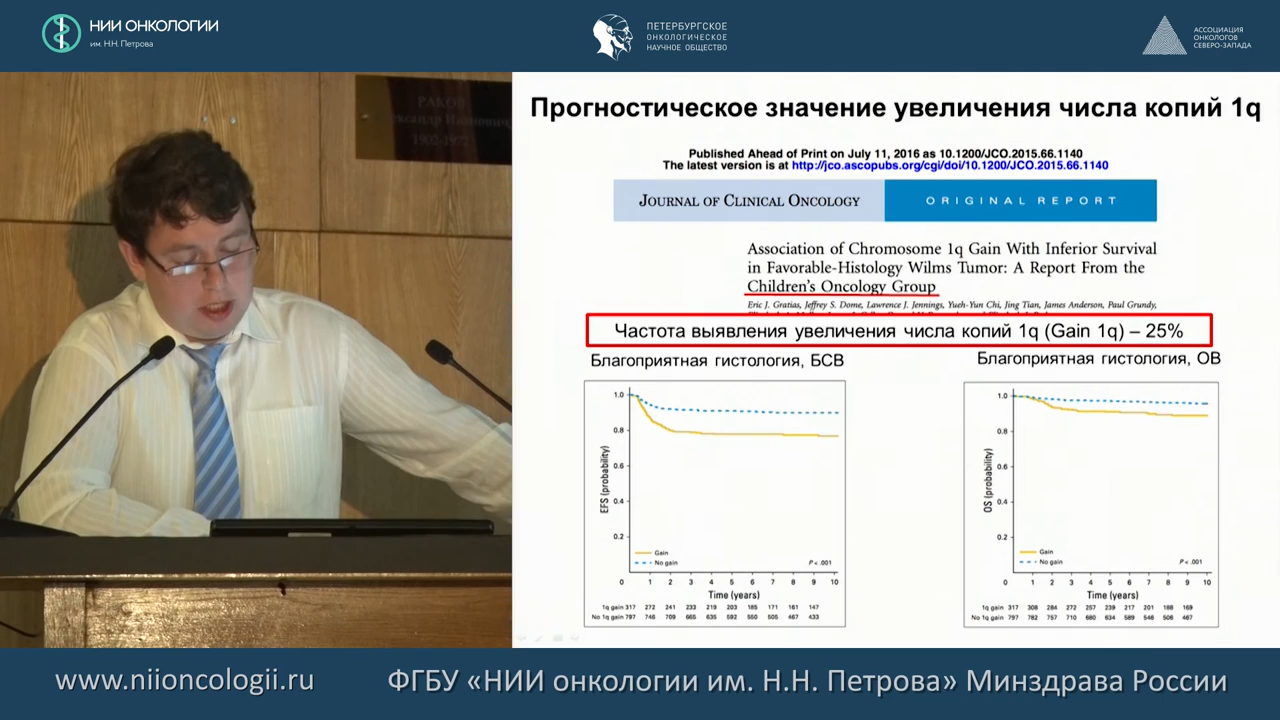 НИИ ОНКОЛОГИИ
им. Н.Н. Петрова
ПЕТЕРБУРГСКОЕ
ОНКОЛОГИЧЕСКОЕ
НАУЧНОЕ ОБЩЕСТВО
АССОЦИАЦИЯ
ОНКОЛОГОВ
СЕВЕРО-ЗАПАДА
1902-1972
Прогностическое значение увеличения числа копий 1q
Published Ahead of Print on July 11, 2016 as 10.1200/JCO.2015.66.1140
The latest version is at http://jco.ascopubs.org/cgi/doi/10.1200/JCO.2015.66.1140
JOURNAL OF CLINICAL ONCOLOGY
ORIGINAL REPORT
Association of Chromosome 1q Gain With Inferior Survival
in Favorable-Histology Wilms Tumor: A Report From the
Children's Oncology Group
Eric J. Gratias, Jeffrey S. Dome, Lawrence J. Jennings, Yueh-Yun Chi, Jing Tian, James Anderson, Paul Grundy,
Частота выявления увеличения числа копий 1q (Gain 1q) – 25%
Благоприятная гистология, БСВ
EFS (probability)
1.0
0.8
0.6
0.4
0.2
Gain
No gain
P < .001
0 1 2 3 4 5 6 7 8 9 10
Time (years)
1q gain 317 272 241 233 219 203 185 171 161 147
No 1q gain 797 746 709 665 635 592 550 505 467 433
Благоприятная гистология, ОВ
OS (probability)
1.0
0.8
0.6
0.4
0.2
Gain
No gain
P < .001
0 1 2 3 4 5 6 7 8 9 10
Time (years)
1q gain 317 308 284 272 257 239 217 201 188 169
No 1q gain 797 782 757 710 680 634 589 548 506 467
www.niioncologii.ru
ФГБУ «НИИ онкологии им. Н.Н. Петрова» Минздрава России